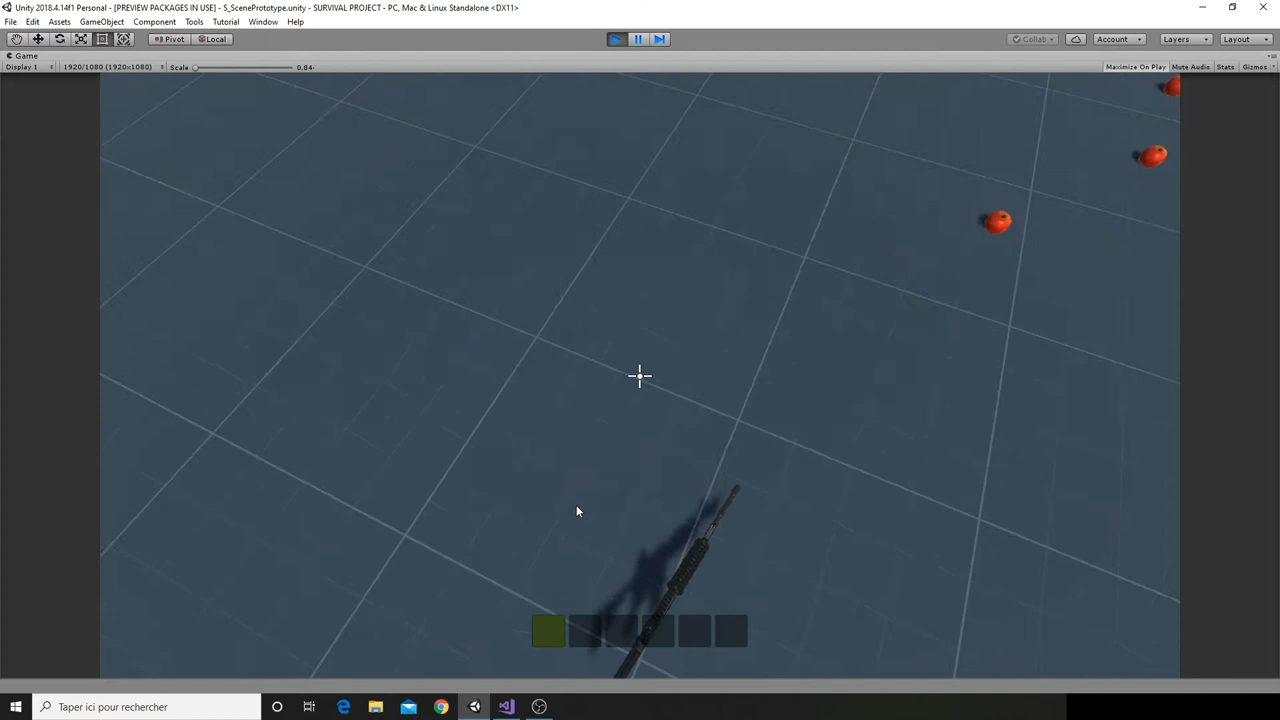 Unity 2018.4.14f1 Personal - [PREVIEW PACKAGES IN USE] - S_ScenePrototype.unity - SURVIVAL PROJECT - PC, Mac & Linux Standalone <DX11>
File Edit Assets GameObject Component Tools Tutorial Window Help
Pivot Local Collab Account Layers Layout
Game
Display 1 1920/1080 (1920x1080) Scale 0.84 Maximize On Play Mute Audio Stats Gizmos
Taper ici pour rechercher